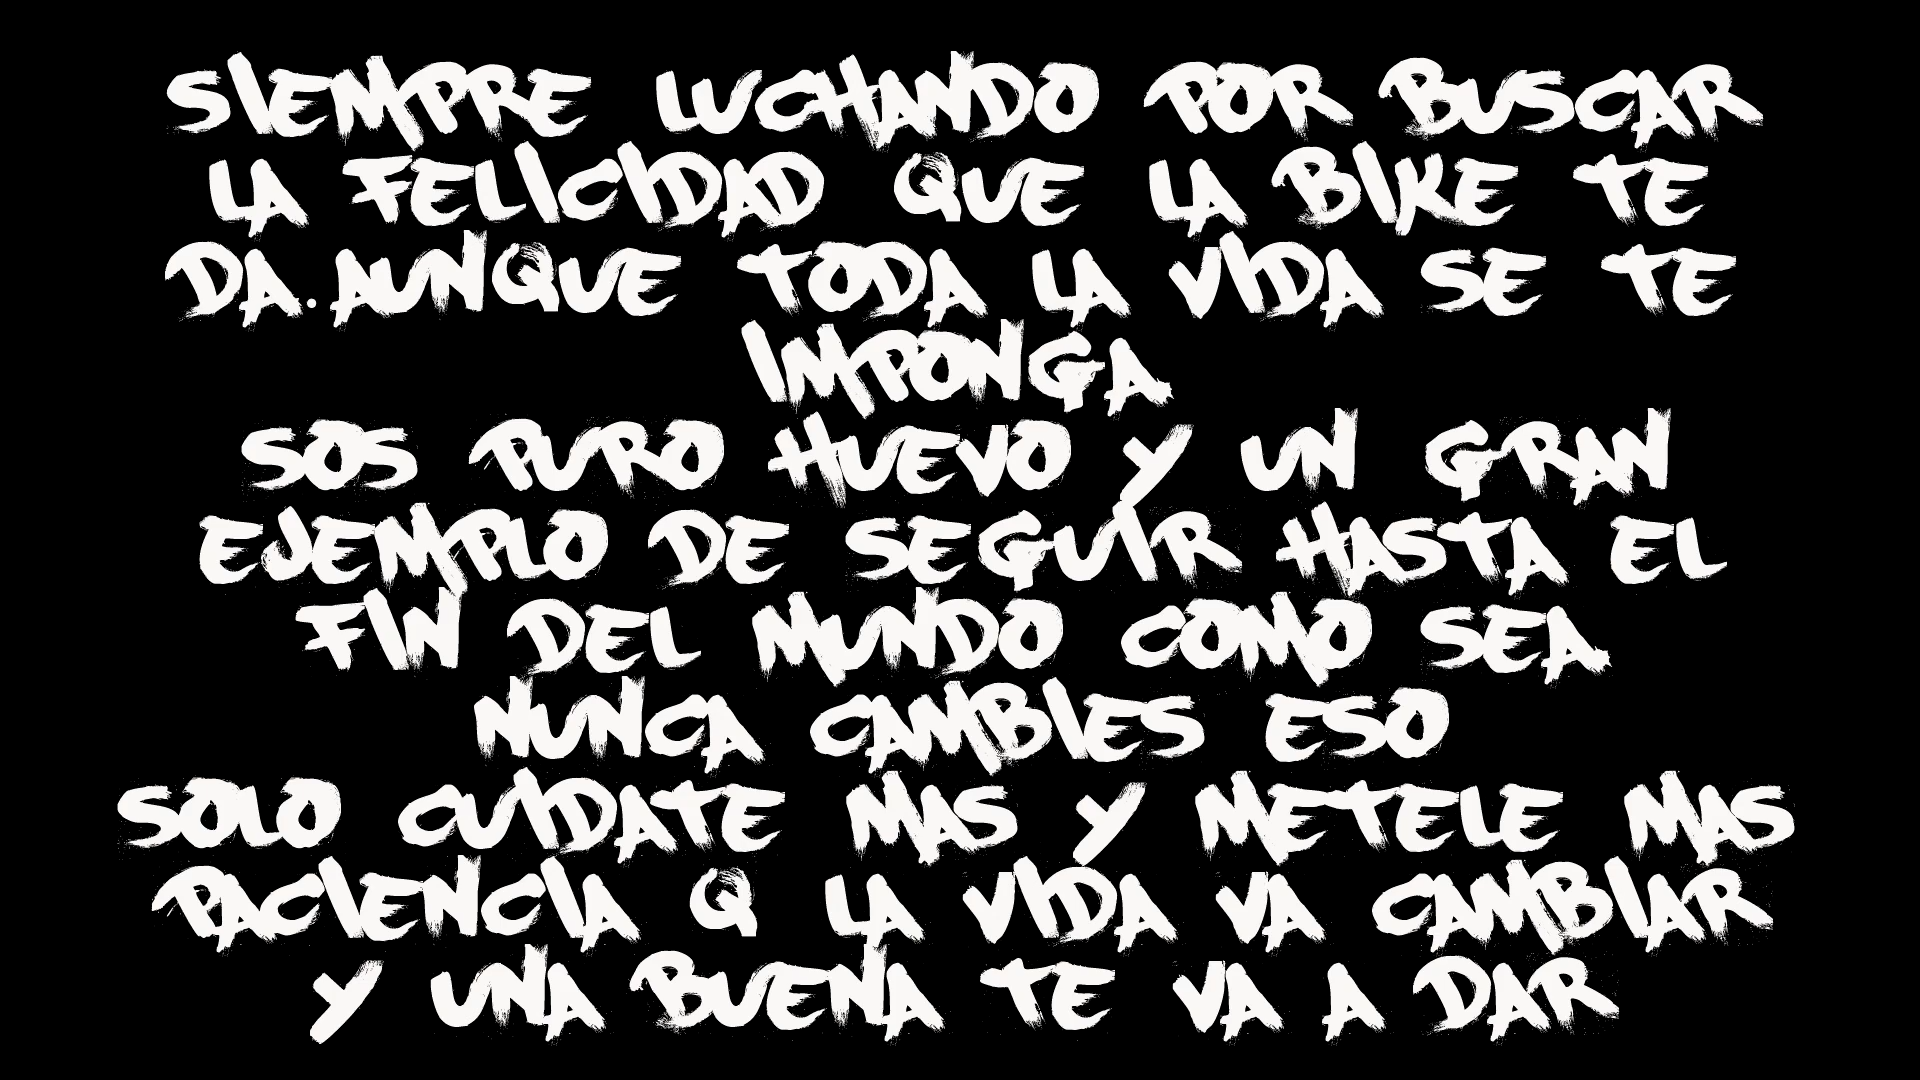 SIEMPRE LUCHANDO POR BUSCAR
LA FELICIDAD QUE LA BIKE TE
DA.AUNQUE TODA LA VIDA SE TE
IMPONGA
SOS PURO HUEVO Y UN GRAN
EJEMPLO DE SEGUIR HASTA EL
FIN DEL MUNDO COMO SEA
NUNCA CAMBIES ESO
SOLO CUIDATE MAS Y METELE MAS
PACIENCIA Q LA VIDA VA CAMBIAR
Y UNA BUENA TE VA A DAR